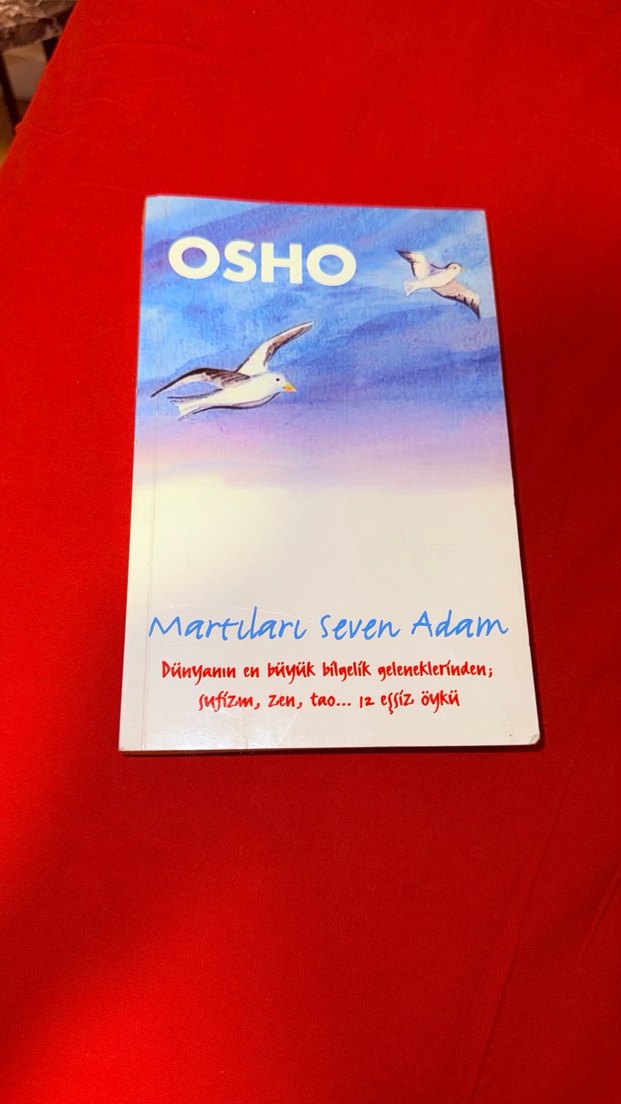 OSHO
Martıları Seven Adam
Dünyanın en büyük bilgelik geleneklerinden;
sufizm, zen, tao... 12 eşsiz öykü